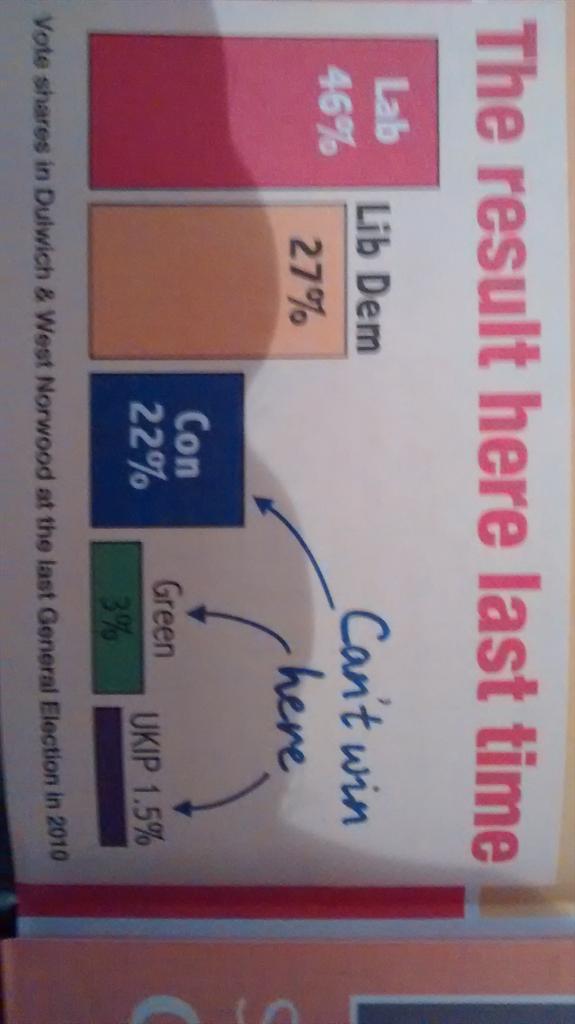 The result here last time
Lab
46%
Lib Dem
27%
Con
22%
Green
3%
UKIP 1.5%
Can't win
here
Vote shares in Dulwich & West Norwood at the last General Election in 2010